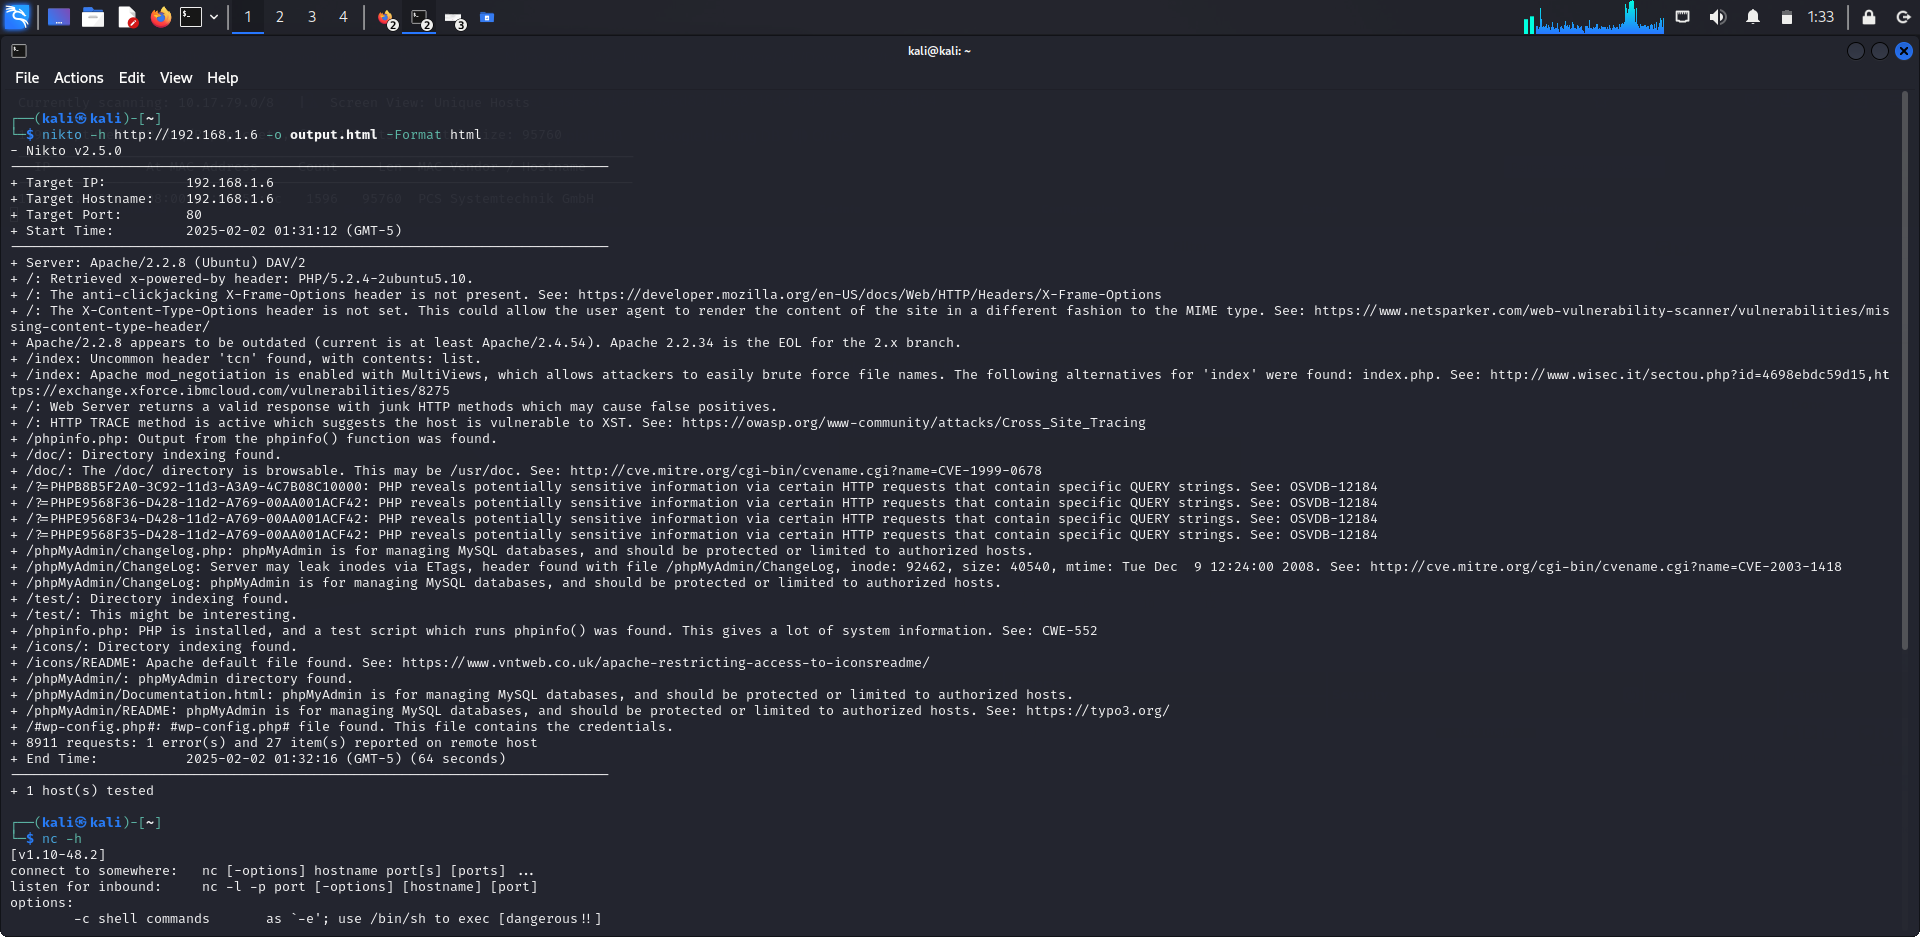 1 2 3 4 2 2 3 1:33
kali@kali: ~
File Actions Edit View Help
Currently scanning: 10.17.79.0/8 | Screen View: Unique Hosts
┌──(kali㉿kali)-[~]
└─$ nikto -h http://192.168.1.6 -o output.html -Format html
- Nikto v2.5.0
+ Target IP: 192.168.1.6
+ Target Hostname: 192.168.1.6
+ Target Port: 80
+ Start Time: 2025-02-02 01:31:12 (GMT-5)
+ Server: Apache/2.2.8 (Ubuntu) DAV/2
+ /: Retrieved x-powered-by header: PHP/5.2.4-2ubuntu5.10.
+ /: The anti-clickjacking X-Frame-Options header is not present. See: https://developer.mozilla.org/en-US/docs/Web/HTTP/Headers/X-Frame-Options
+ /: The X-Content-Type-Options header is not set. This could allow the user agent to render the content of the site in a different fashion to the MIME type. See: https://www.netsparker.com/web-vulnerability-scanner/vulnerabilities/mis
sing-content-type-header/
+ Apache/2.2.8 appears to be outdated (current is at least Apache/2.4.54). Apache 2.2.34 is the EOL for the 2.x branch.
+ /index: Uncommon header 'tcn' found, with contents: list.
+ /index: Apache mod_negotiation is enabled with MultiViews, which allows attackers to easily brute force file names. The following alternatives for 'index' were found: index.php. See: http://www.wisec.it/sectou.php?id=4698ebdc59d15,ht
tps://exchange.xforce.ibmcloud.com/vulnerabilities/8275
+ /: Web Server returns a valid response with junk HTTP methods which may cause false positives.
+ /: HTTP TRACE method is active which suggests the host is vulnerable to XST. See: https://owasp.org/www-community/attacks/Cross_Site_Tracing
+ /phpinfo.php: Output from the phpinfo() function was found.
+ /doc/: Directory indexing found.
+ /doc/: The /doc/ directory is browsable. This may be /usr/doc. See: http://cve.mitre.org/cgi-bin/cvename.cgi?name=CVE-1999-0678
+ /?=PHPB8B5F2A0-3C92-11d3-A3A9-4C7B08C10000: PHP reveals potentially sensitive information via certain HTTP requests that contain specific QUERY strings. See: OSVDB-12184
+ /?=PHPE9568F36-D428-11d2-A769-00AA001ACF42: PHP reveals potentially sensitive information via certain HTTP requests that contain specific QUERY strings. See: OSVDB-12184
+ /?=PHPE9568F34-D428-11d2-A769-00AA001ACF42: PHP reveals potentially sensitive information via certain HTTP requests that contain specific QUERY strings. See: OSVDB-12184
+ /?=PHPE9568F35-D428-11d2-A769-00AA001ACF42: PHP reveals potentially sensitive information via certain HTTP requests that contain specific QUERY strings. See: OSVDB-12184
+ /phpMyAdmin/changelog.php: phpMyAdmin is for managing MySQL databases, and should be protected or limited to authorized hosts.
+ /phpMyAdmin/ChangeLog: Server may leak inodes via ETags, header found with file /phpMyAdmin/ChangeLog, inode: 92462, size: 40540, mtime: Tue Dec  9 12:24:00 2008. See: http://cve.mitre.org/cgi-bin/cvename.cgi?name=CVE-2003-1418
+ /phpMyAdmin/ChangeLog: phpMyAdmin is for managing MySQL databases, and should be protected or limited to authorized hosts.
+ /test/: Directory indexing found.
+ /test/: This might be interesting.
+ /phpinfo.php: PHP is installed, and a test script which runs phpinfo() was found. This gives a lot of system information. See: CWE-552
+ /icons/: Directory indexing found.
+ /icons/README: Apache default file found. See: https://www.vntweb.co.uk/apache-restricting-access-to-iconsreadme/
+ /phpMyAdmin/: phpMyAdmin directory found.
+ /phpMyAdmin/Documentation.html: phpMyAdmin is for managing MySQL databases, and should be protected or limited to authorized hosts.
+ /phpMyAdmin/README: phpMyAdmin is for managing MySQL databases, and should be protected or limited to authorized hosts. See: https://typo3.org/
+ /#wp-config.php#: #wp-config.php# file found. This file contains the credentials.
+ 8911 requests: 1 error(s) and 27 item(s) reported on remote host
+ End Time: 2025-02-02 01:32:16 (GMT-5) (64 seconds)
+ 1 host(s) tested
┌──(kali㉿kali)-[~]
└─$ nc -h
[v1.10-48.2]
connect to somewhere: nc [-options] hostname port[s] [ports] ...
listen for inbound: nc -l -p port [-options] [hostname] [port]
options:
-c shell commands as `-e'; use /bin/sh to exec [dangerous!!]